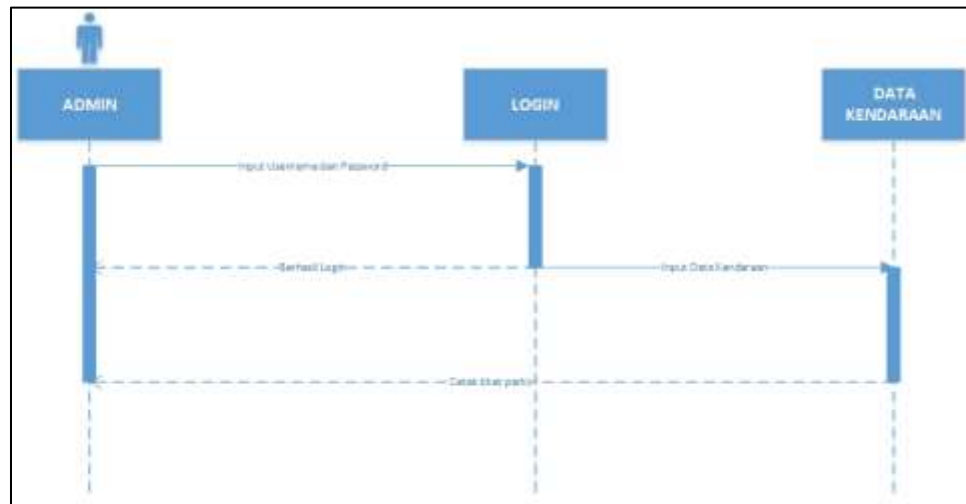 ADMIN
LOGIN
DATA
KENDARAAN
Input Username dan Password
Berhasil Login
Input Data Kendaraan
Cetak tiket parkir